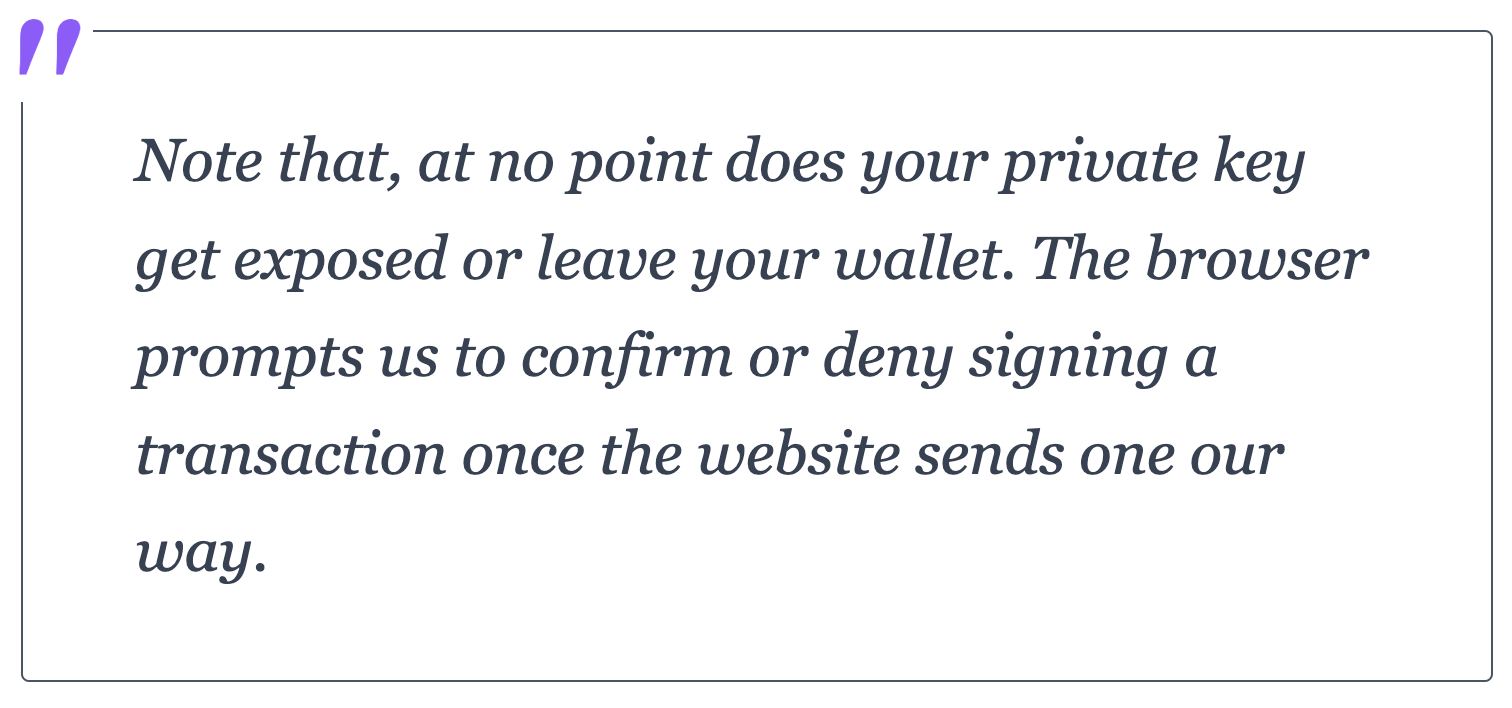 "
Note that, at no point does your private key
get exposed or leave your wallet. The browser
prompts us to confirm or deny signing a
transaction once the website sends one our
way.